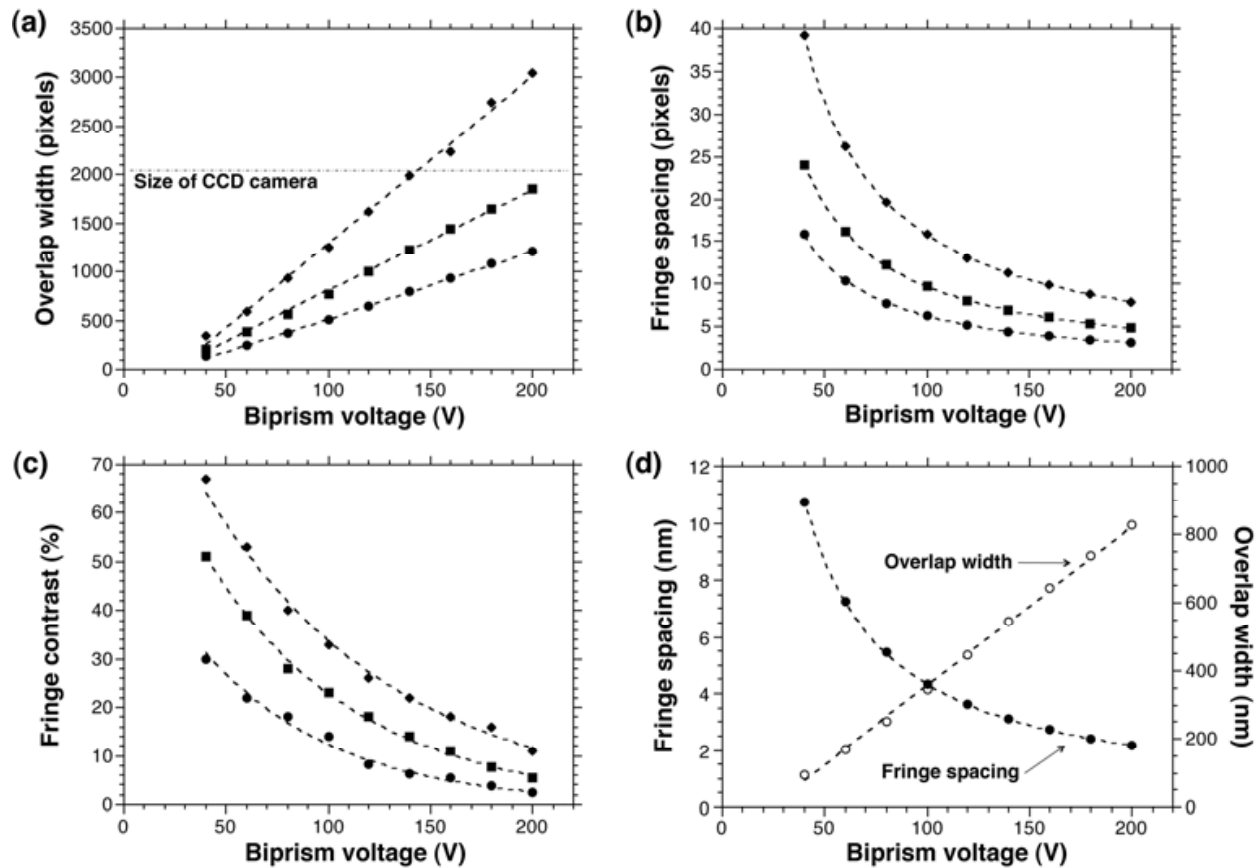 (a)
3500
3000
2500
2000
1500
1000
500
0
Overlap width (pixels)
Size of CCD camera
0 50 100 150 200
Biprism voltage (V)
(b)
40
35
30
25
20
15
10
5
0
Fringe spacing (pixels)
0 50 100 150 200
Biprism voltage (V)
(c)
70
60
50
40
30
20
10
0
Fringe contrast (%)
0 50 100 150 200
Biprism voltage (V)
(d)
12
10
8
6
4
2
0
Fringe spacing (nm)
Overlap width
Fringe spacing
1000
800
600
400
200
0
Overlap width (nm)
0 50 100 150 200
Biprism voltage (V)